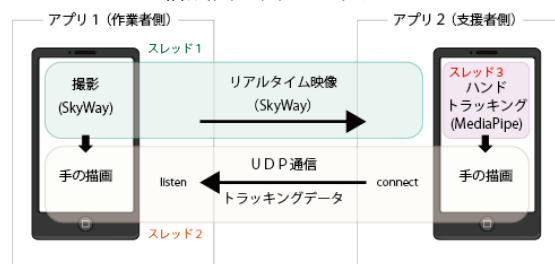 アプリ1（作業者側）
アプリ2（支援者側）
スレッド1
撮影
(SkyWay)
リアルタイム映像
（SkyWay）
スレッド3
ハンド
トラッキング
(MediaPipe)
手の描画
listen
UDP通信
トラッキングデータ
connect
手の描画
スレッド2